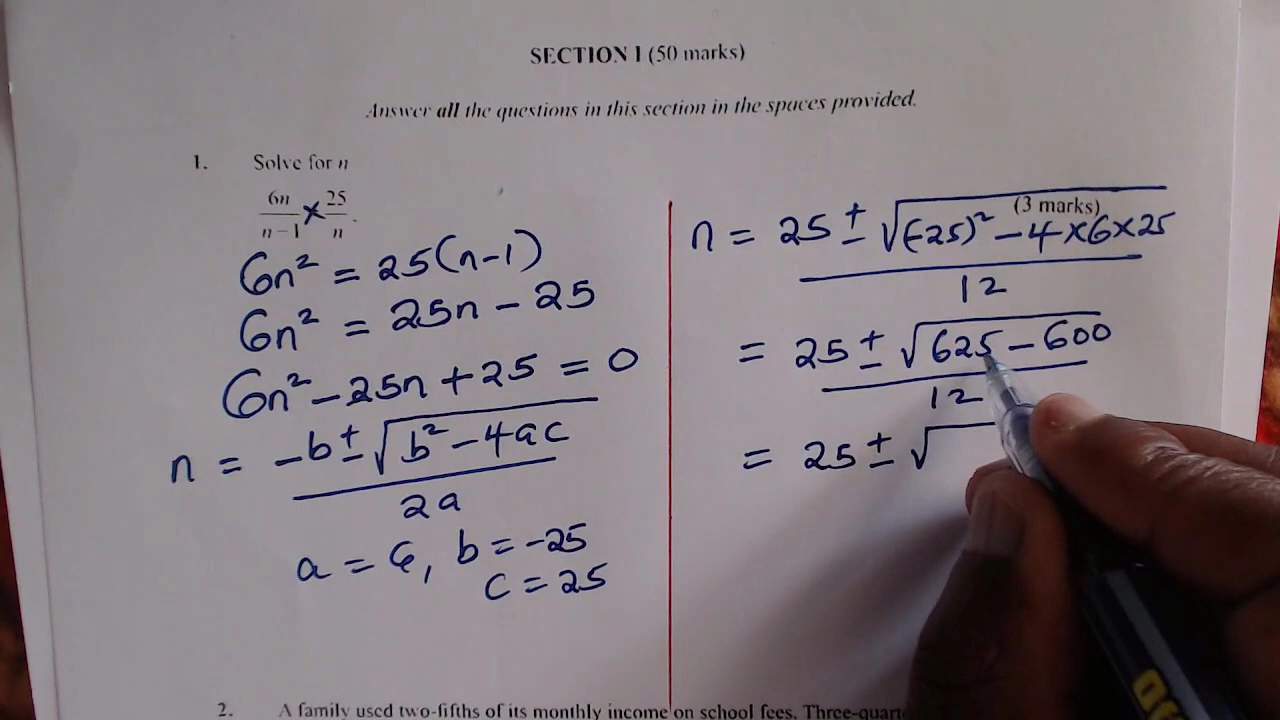 SECTION I (50 marks)
Answer all the questions in this section in the spaces provided.
1. Solve for n
6n/n-1 × 25/n
(3 marks)
6n² = 25(n-1)
6n² = 25n - 25
6n² - 25n + 25 = 0
n = -b ± √b² - 4ac
2a
a = 6, b = -25
c = 25
n = 25 ± √(-25)² - 4×6×25
12
= 25 ± √625 - 600
12
= 25 ± √
2. A family used two-fifths of its monthly income on school fees.